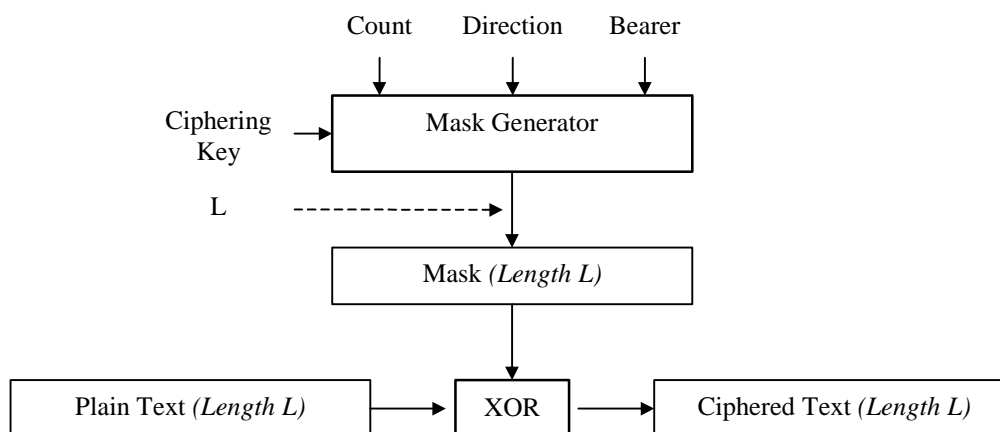 Count Direction Bearer
Ciphering
Key
Mask Generator
L
Mask (Length L)
Plain Text (Length L)
XOR
Ciphered Text (Length L)